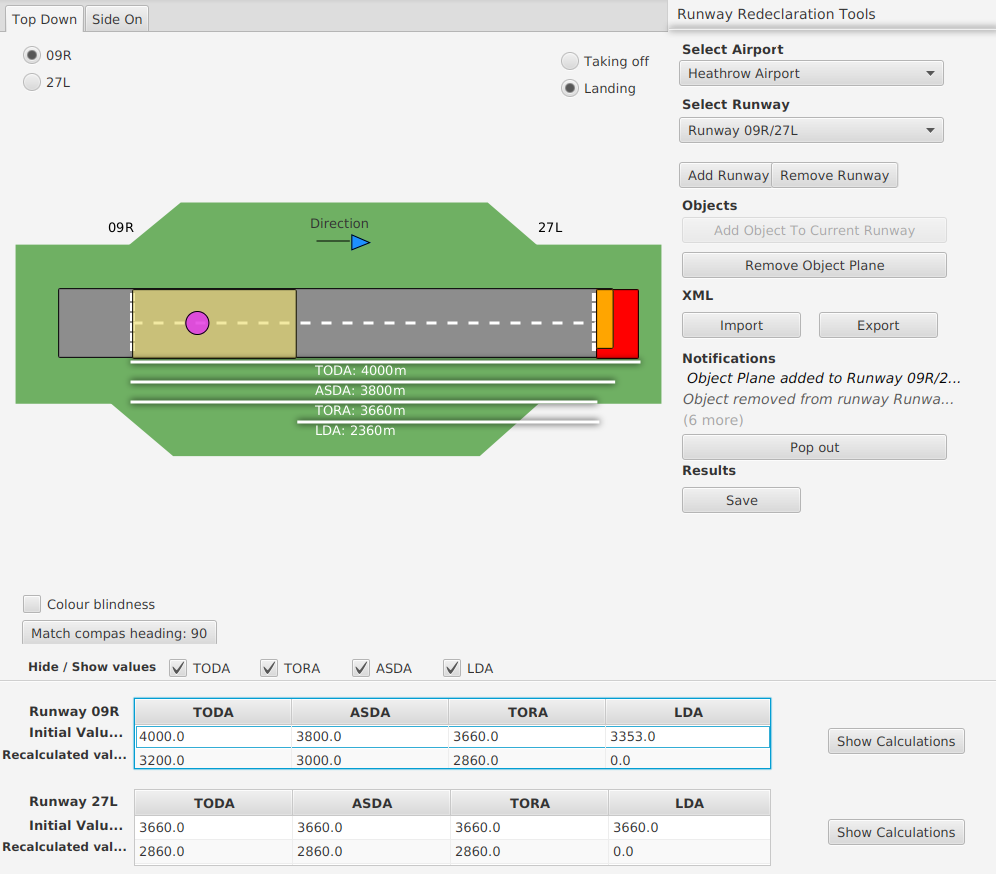 Top Down
Side On
Runway Redeclaration Tools
09R
27L
Taking off
Landing
Select Airport
Heathrow Airport
Select Runway
Runway 09R/27L
Add Runway
Remove Runway
Objects
Add Object To Current Runway
Remove Object Plane
XML
Import
Export
Notifications
Object Plane added to Runway 09R/2...
Object removed from runway Runwa...
(6 more)
Pop out
Results
Save
09R
Direction
27L
TODA: 4000m
ASDA: 3800m
TORA: 3660m
LDA: 2360m
Colour blindness
Match compas heading: 90
Hide / Show values
TODA
TORA
ASDA
LDA
Runway 09R
TODA
ASDA
TORA
LDA
Initial Valu...
4000.0
3800.0
3660.0
3353.0
Recalculated val...
3200.0
3000.0
2860.0
0.0
Show Calculations
Runway 27L
TODA
ASDA
TORA
LDA
Initial Valu...
3660.0
3660.0
3660.0
3660.0
Recalculated val...
2860.0
2860.0
2860.0
0.0
Show Calculations